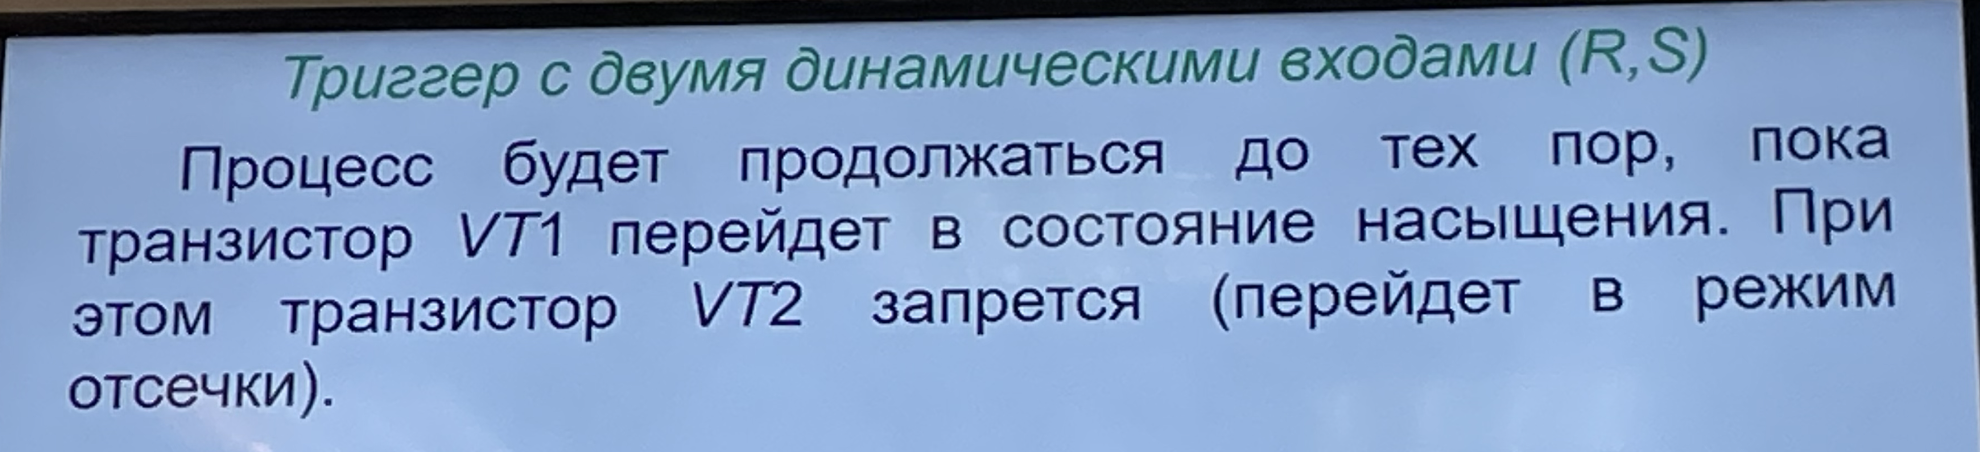 Триггер с двумя динамическими входами (R,S)
Процесс будет продолжаться до тех пор, пока
транзистор VT1 перейдет в состояние насыщения. При
этом транзистор VT2 запрется (перейдет в режим
отсечки).